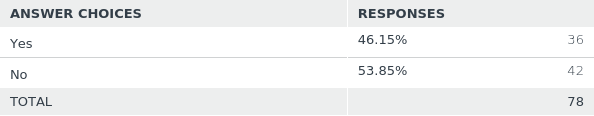 ANSWER CHOICES RESPONSES
Yes 46.15% 36
No 53.85% 42
TOTAL 78